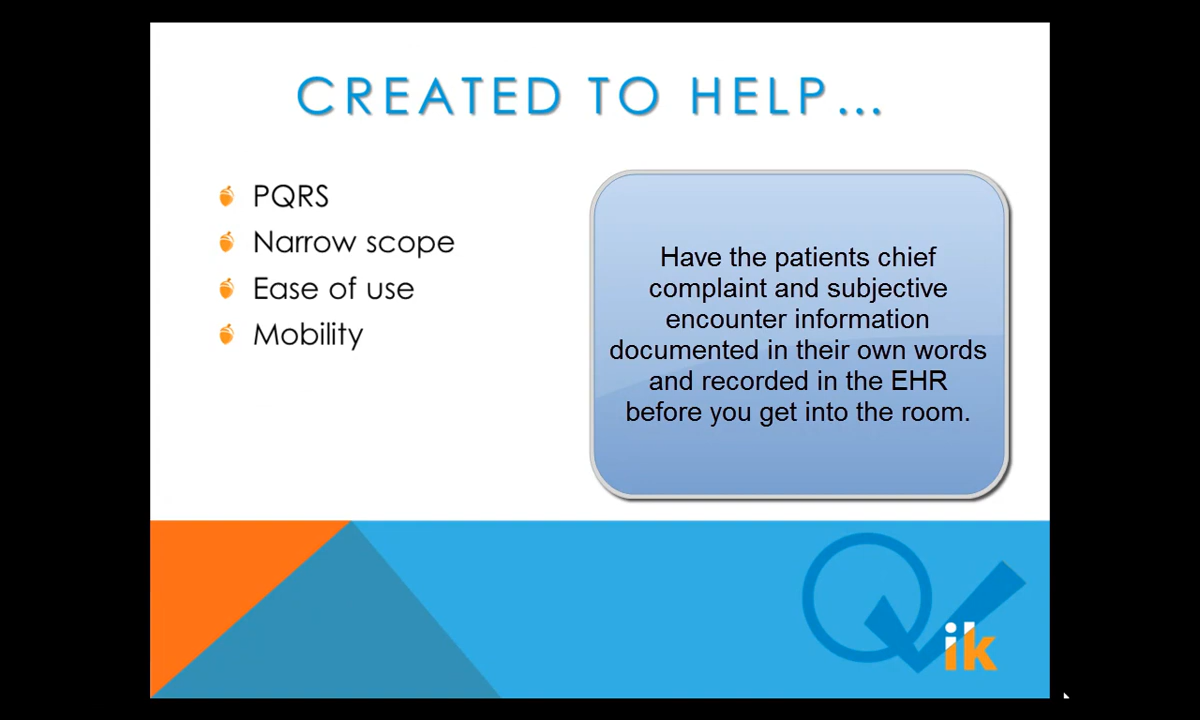 CREATED TO HELP…
PQRS
Narrow scope
Ease of use
Mobility
Have the patients chief
complaint and subjective
encounter information
documented in their own words
and recorded in the EHR
before you get into the room.
Qik